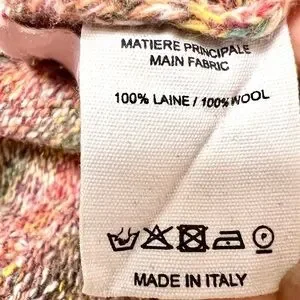 MATIERE PRINCIPALE
MAIN FABRIC
100% LAINE / 100% WOOL
MADE IN ITALY